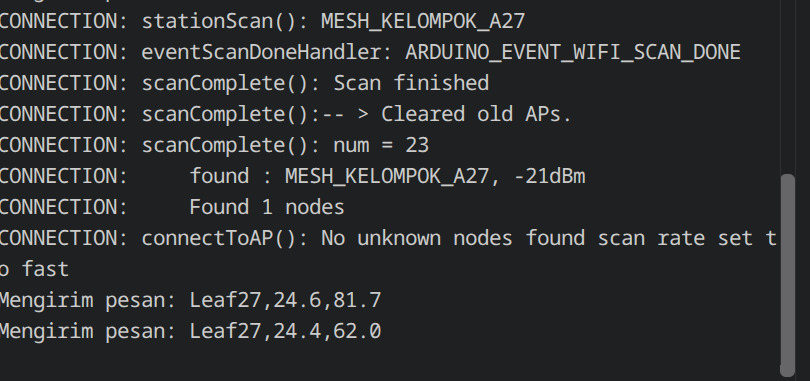 CONNECTION: stationScan(): MESH_KELOMPOK_A27
CONNECTION: eventScanDoneHandler: ARDUINO_EVENT_WIFI_SCAN_DONE
CONNECTION: scanComplete(): Scan finished
CONNECTION: scanComplete():-- > Cleared old APs.
CONNECTION: scanComplete(): num = 23
CONNECTION:     found : MESH_KELOMPOK_A27, -21dBm
CONNECTION:     Found 1 nodes
CONNECTION: connectToAP(): No unknown nodes found scan rate set t
o fast
Mengirim pesan: Leaf27,24.6,81.7
Mengirim pesan: Leaf27,24.4,62.0